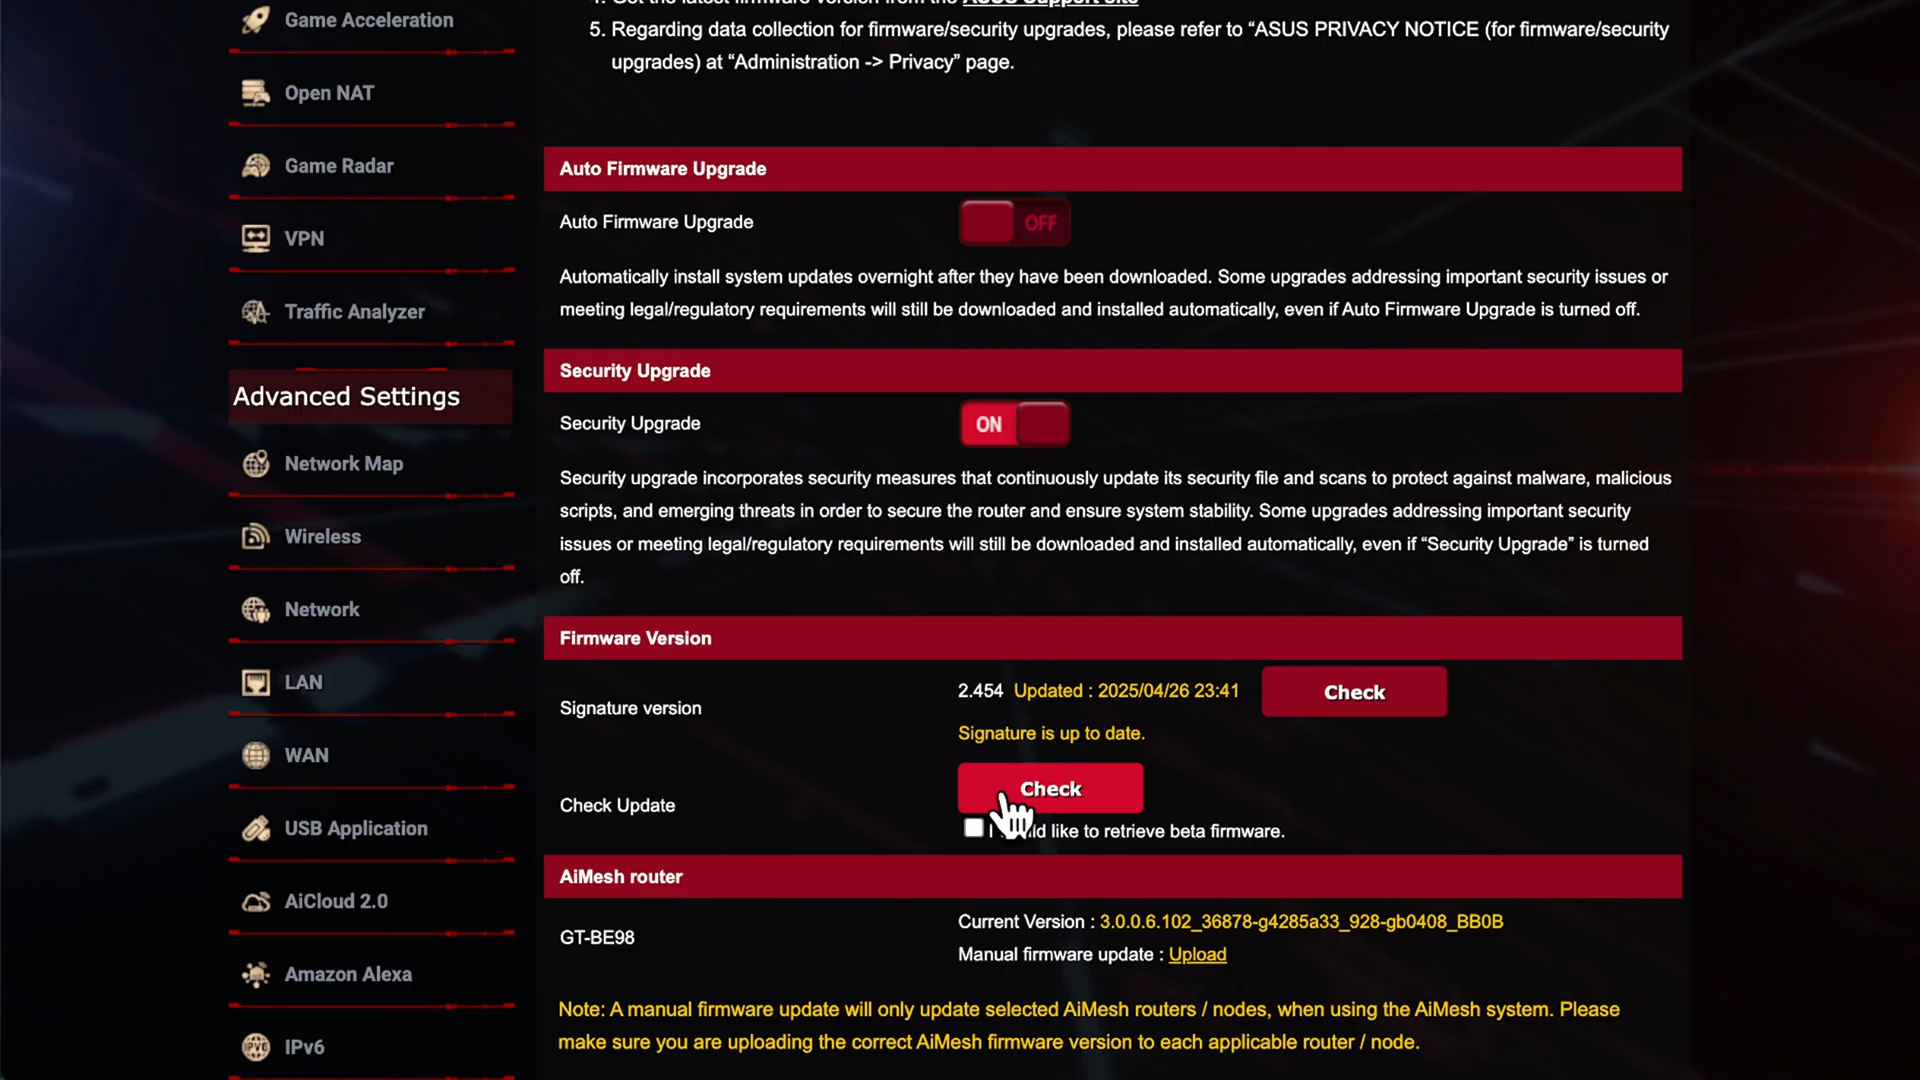 Game Acceleration
Open NAT
Game Radar
VPN
Traffic Analyzer
Advanced Settings
Network Map
Wireless
Network
LAN
WAN
USB Application
AiCloud 2.0
Amazon Alexa
IPv6
5. Regarding data collection for firmware/security upgrades, please refer to “ASUS PRIVACY NOTICE (for firmware/security
upgrades) at “Administration -> Privacy” page.
Auto Firmware Upgrade
Auto Firmware Upgrade OFF
Automatically install system updates overnight after they have been downloaded. Some upgrades addressing important security issues or
meeting legal/regulatory requirements will still be downloaded and installed automatically, even if Auto Firmware Upgrade is turned off.
Security Upgrade
Security Upgrade ON
Security upgrade incorporates security measures that continuously update its security file and scans to protect against malware, malicious
scripts, and emerging threats in order to secure the router and ensure system stability. Some upgrades addressing important security
issues or meeting legal/regulatory requirements will still be downloaded and installed automatically, even if “Security Upgrade” is turned
off.
Firmware Version
Signature version
2.454 Updated : 2025/04/26 23:41 Check
Signature is up to date.
Check Update
Check
I like to retrieve beta firmware.
AiMesh router
GT-BE98
Current Version : 3.0.0.6.102_36878-g4285a33_928-gb0408_BB0B
Manual firmware update : Upload
Note: A manual firmware update will only update selected AiMesh routers / nodes, when using the AiMesh system. Please
make sure you are uploading the correct AiMesh firmware version to each applicable router / node.